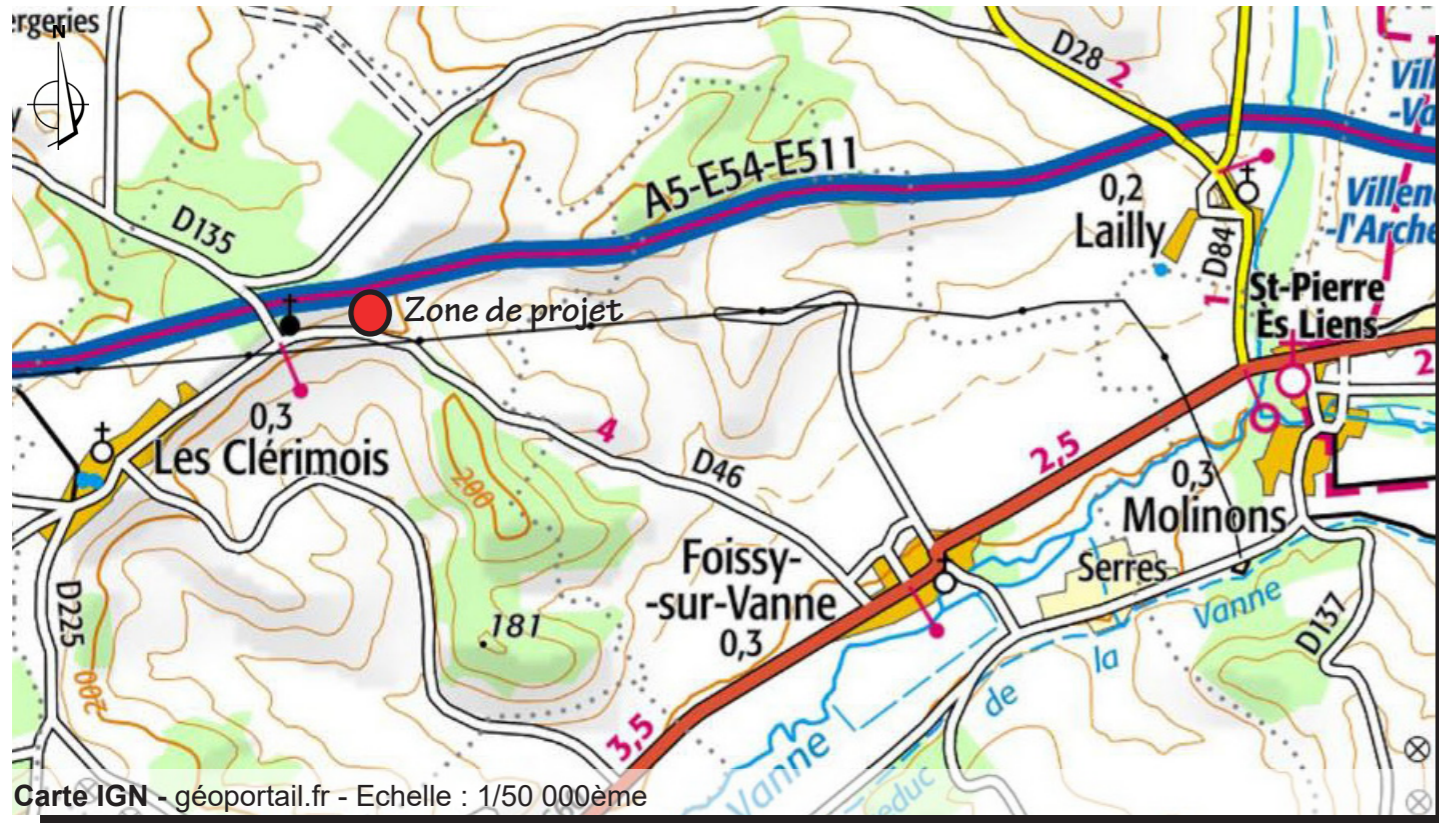 ergeries
N
D28
2
Vill
-Va
A5-E54-E511
0,2
Lailly
Villen
-l'Arche
D135
D84
1
St-Pierre
Ès Liens
Zone de projet
2
0,3
Les Clérimois
4
D46
2,5
0,3
Molinons
200
Foissy-
-sur-Vanne
0,3
Serres
Vanne
la
de
D225
181
D137
200
3,5
Vanne
educ
Carte IGN - géoportail.fr - Echelle : 1/50 000ème